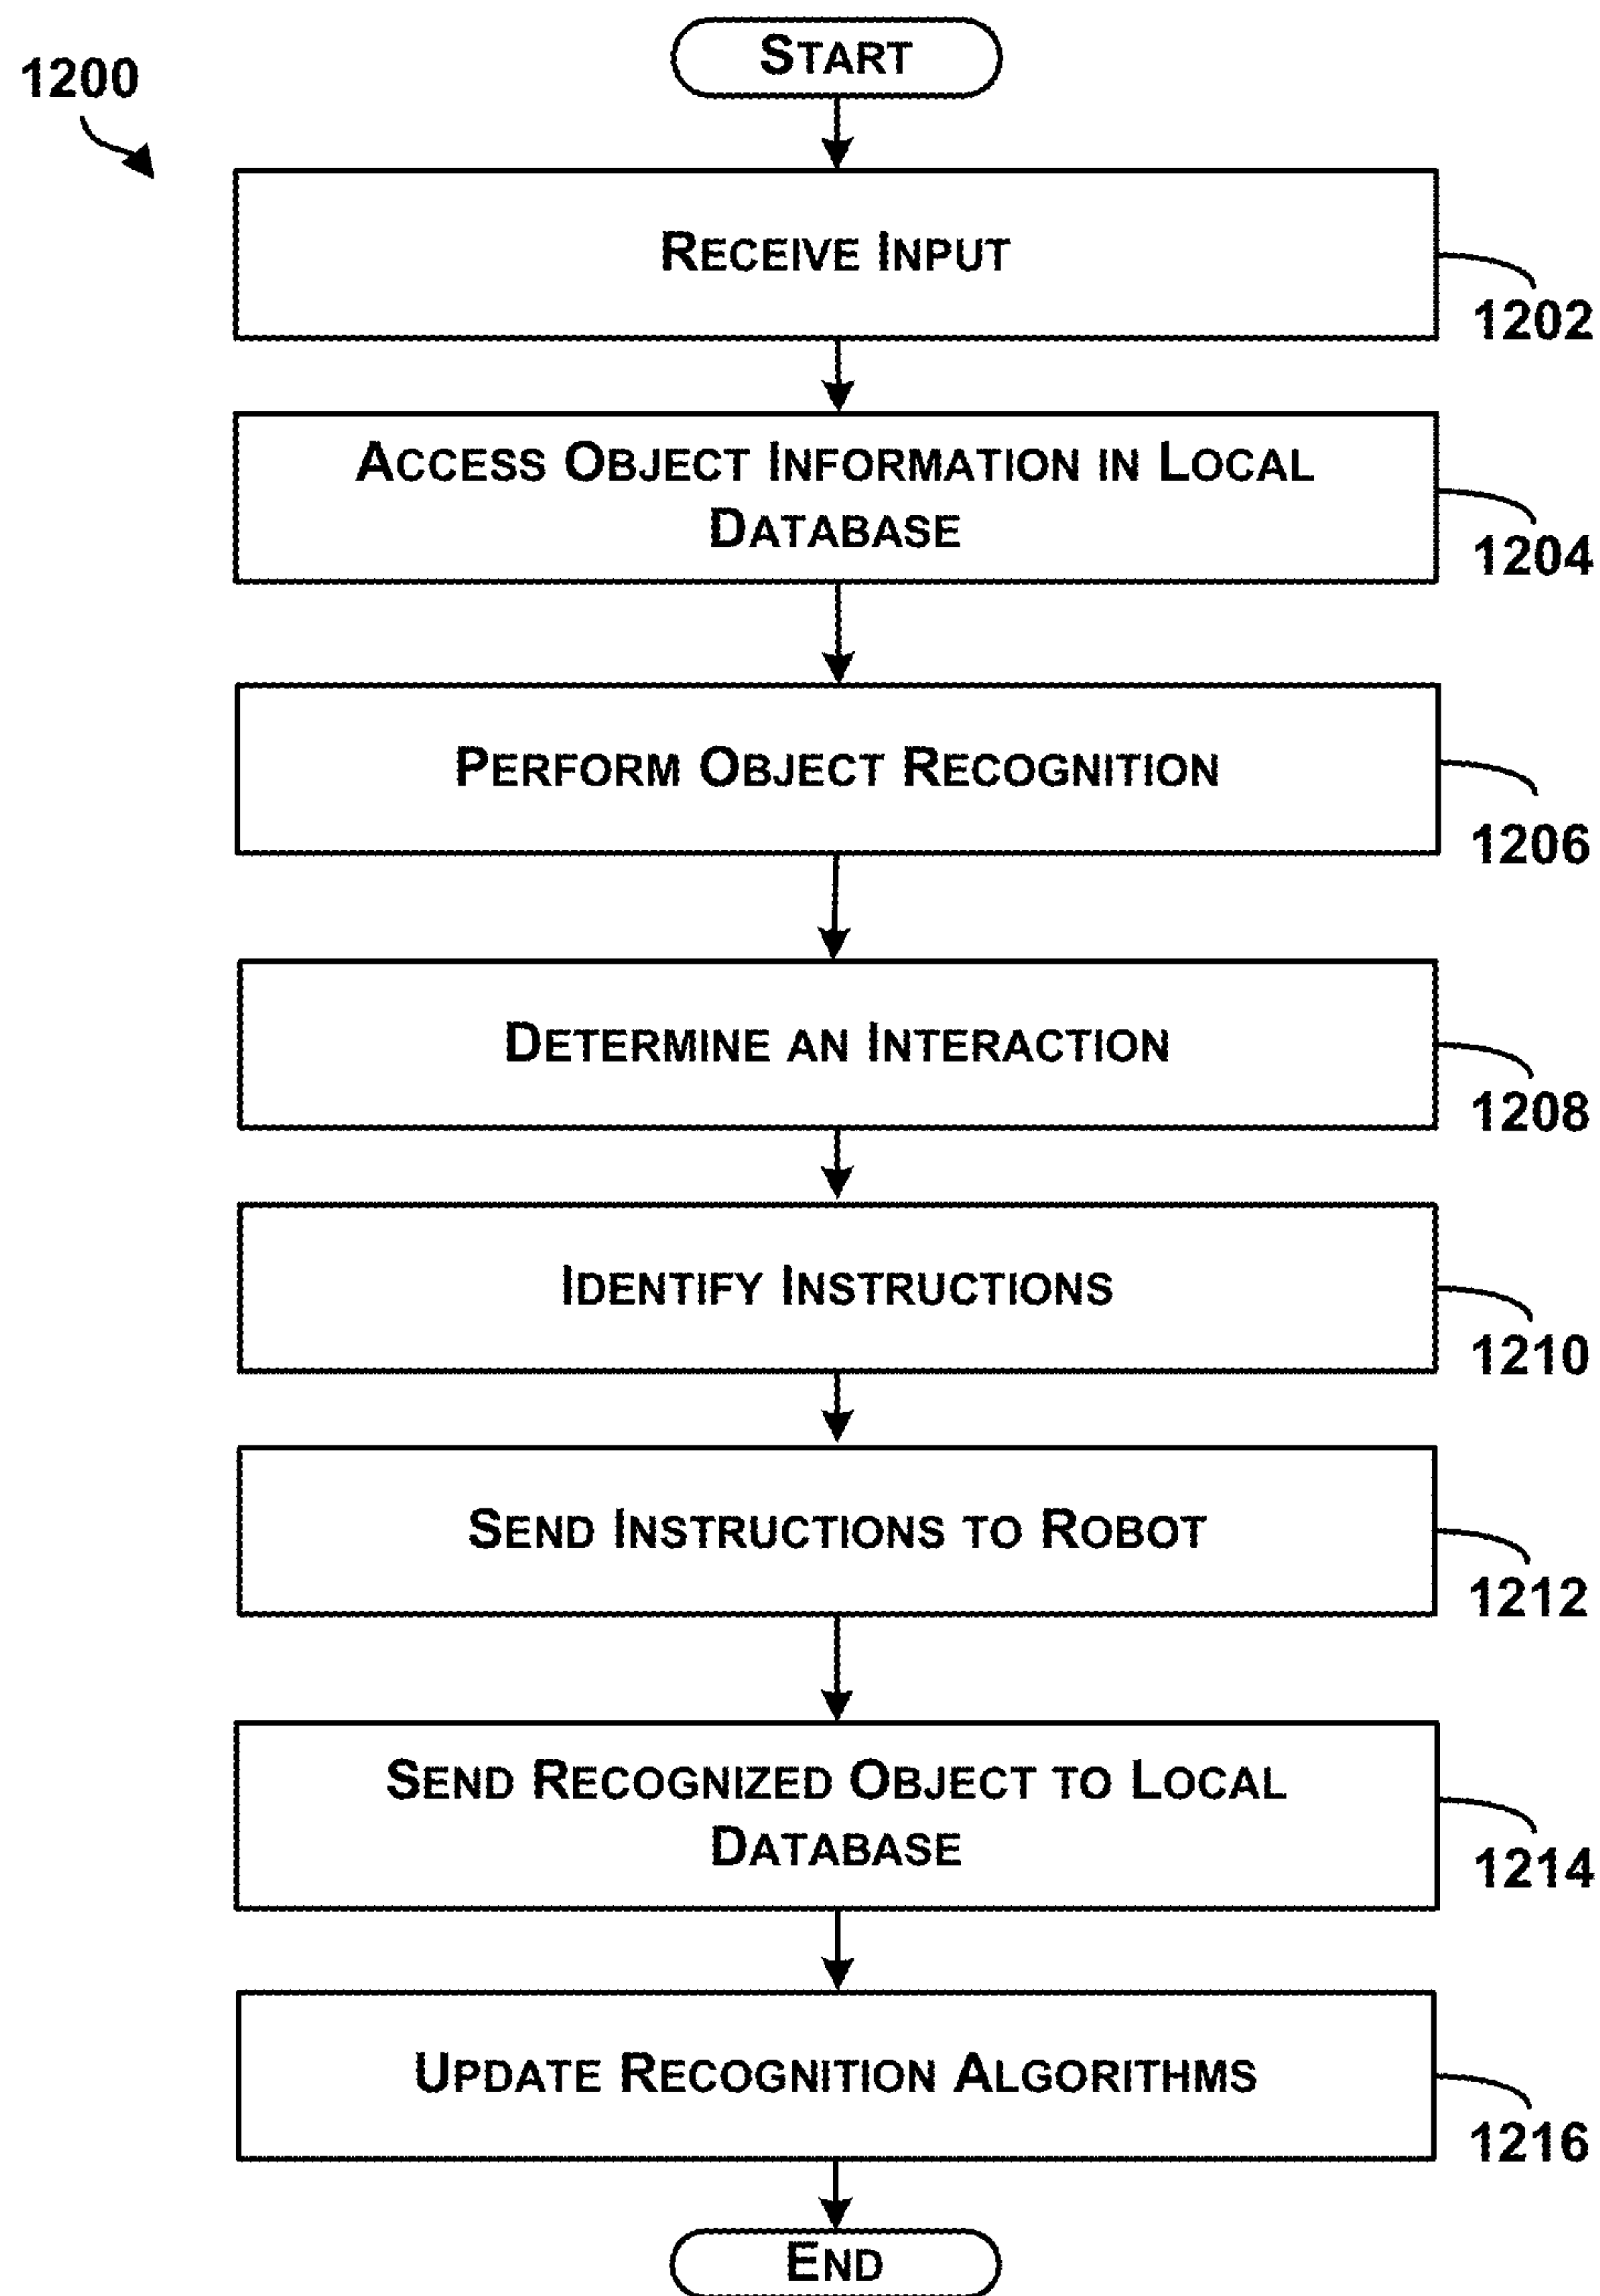 START
1200
RECEIVE INPUT
1202
ACCESS OBJECT INFORMATION IN LOCAL
DATABASE
1204
PERFORM OBJECT RECOGNITION
1206
DETERMINE AN INTERACTION
1208
IDENTIFY INSTRUCTIONS
1210
SEND INSTRUCTIONS TO ROBOT
1212
SEND RECOGNIZED OBJECT TO LOCAL
DATABASE
1214
UPDATE RECOGNITION ALGORITHMS
1216
END